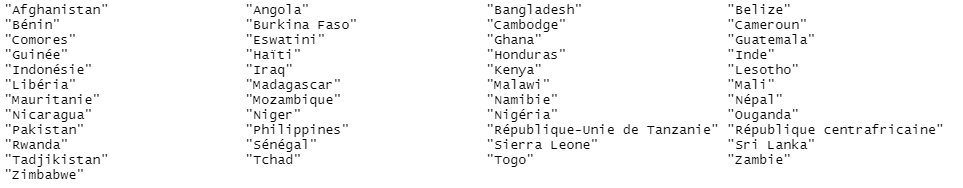 "Afghanistan" "Angola" "Bangladesh" "Belize"
"Bénin" "Burkina Faso" "Cambodge" "Cameroun"
"Comores" "Eswatini" "Ghana" "Guatemala"
"Guinée" "Haïti" "Honduras" "Inde"
"Indonésie" "Iraq" "Kenya" "Lesotho"
"Libéria" "Madagascar" "Malawi" "Mali"
"Mauritanie" "Mozambique" "Namibie" "Népal"
"Nicaragua" "Niger" "Nigéria" "Ouganda"
"Pakistan" "Philippines" "République-Unie de Tanzanie" "République centrafricaine"
"Rwanda" "Sénégal" "Sierra Leone" "Sri Lanka"
"Tadjikistan" "Tchad" "Togo" "Zambie"
"Zimbabwe"